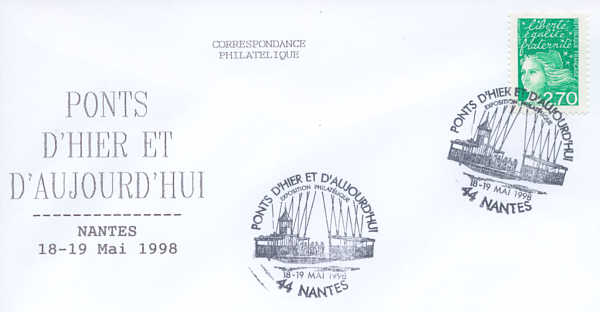 CORRESPONDANCE
PHILATELIQUE
liberté
égalité
fraternité
2,70
PONTS
D'HIER ET
D'AUJOURD'HUI
NANTES
18-19 Mai 1998
PONTS D'HIER ET D'AUJOURD'HUI
EXPOSITION PHILATÉLIQUE
18-19 MAI 1998
44 NANTES
PONTS D'HIER ET D'AUJOURD'HUI
EXPOSITION PHILATÉLIQUE
18-19 MAI 1998
44 NANTES